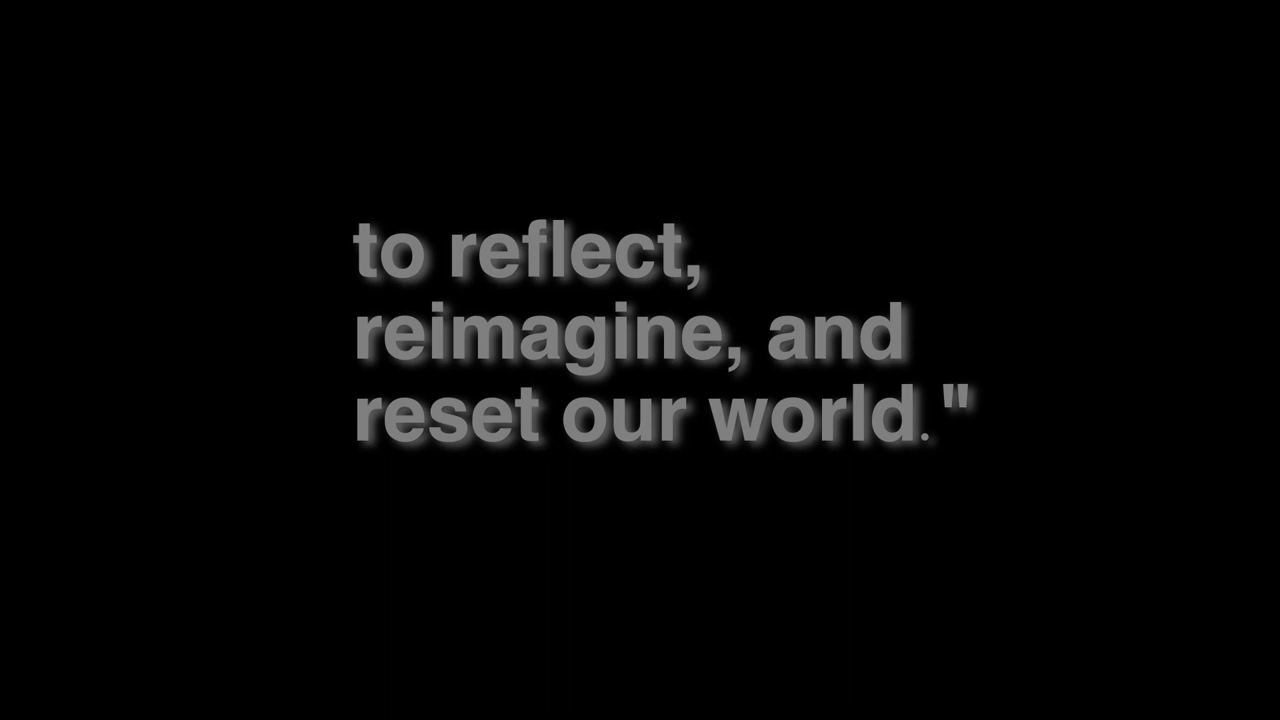 to reflect,
reimagine, and
reset our world."